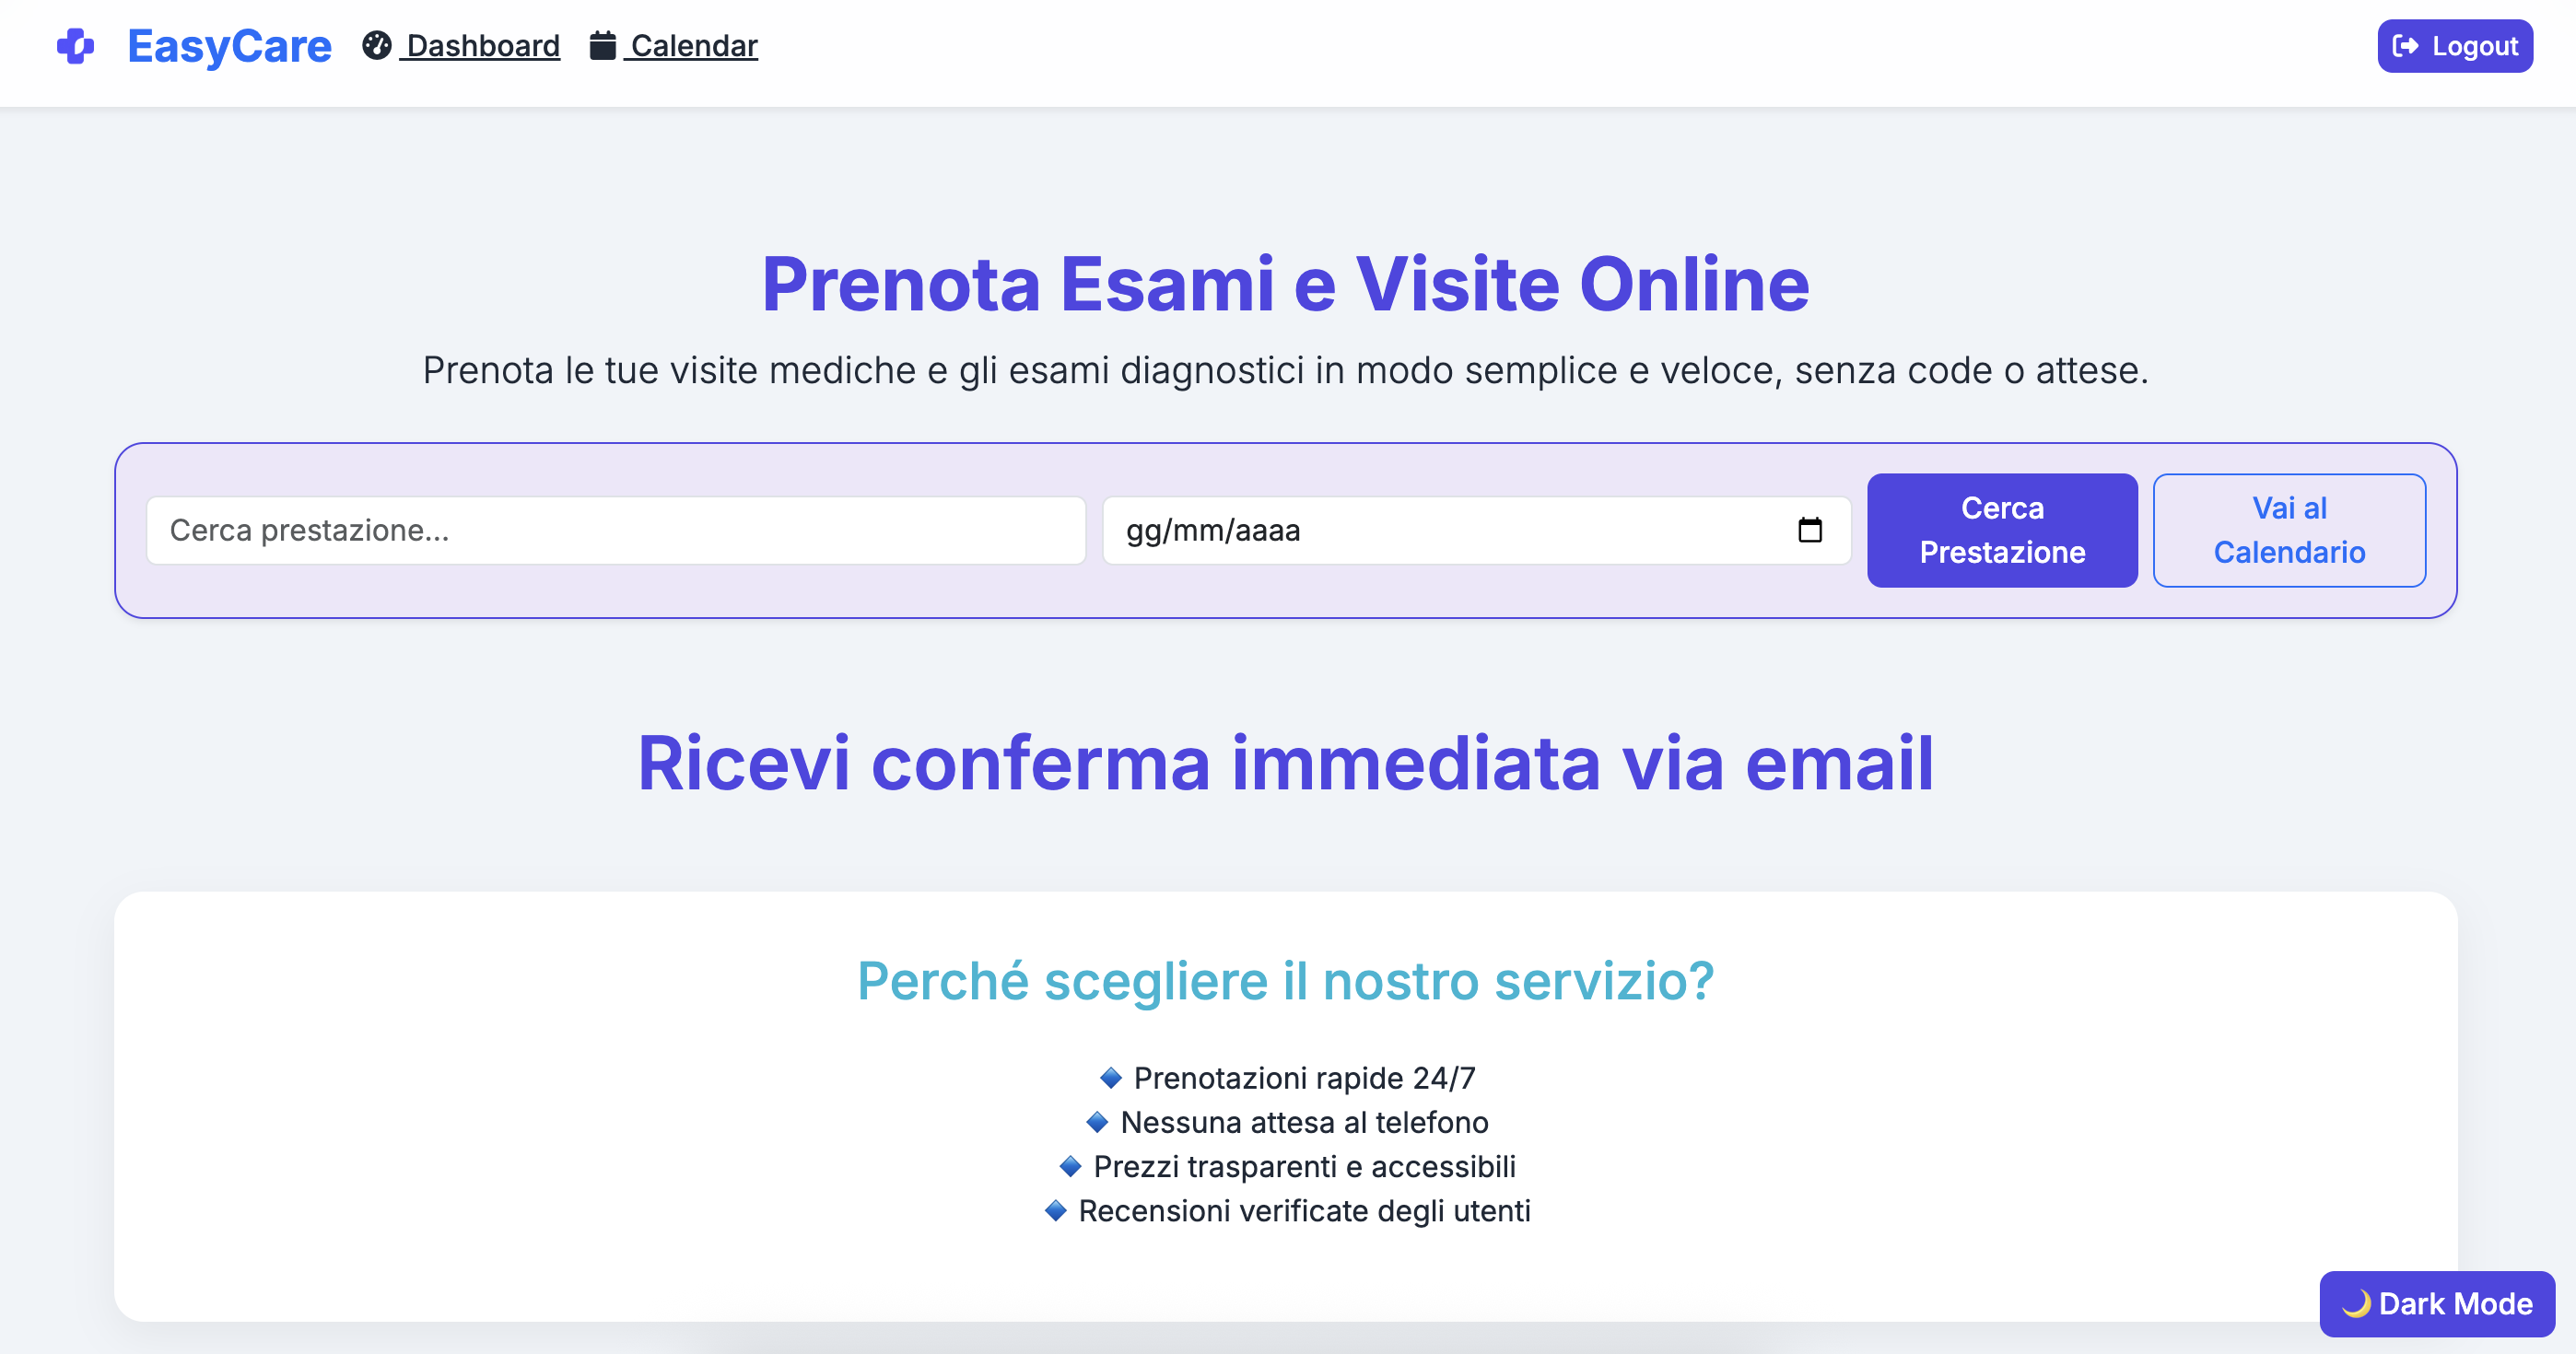 EasyCare Dashboard Calendar Logout
Prenota Esami e Visite Online
Prenota le tue visite mediche e gli esami diagnostici in modo semplice e veloce, senza code o attese.
Cerca prestazione...
gg/mm/aaaa
Cerca
Prestazione
Vai al
Calendario
Ricevi conferma immediata via email
Perché scegliere il nostro servizio?
🔹 Prenotazioni rapide 24/7
🔹 Nessuna attesa al telefono
🔹 Prezzi trasparenti e accessibili
🔹 Recensioni verificate degli utenti
🌙 Dark Mode